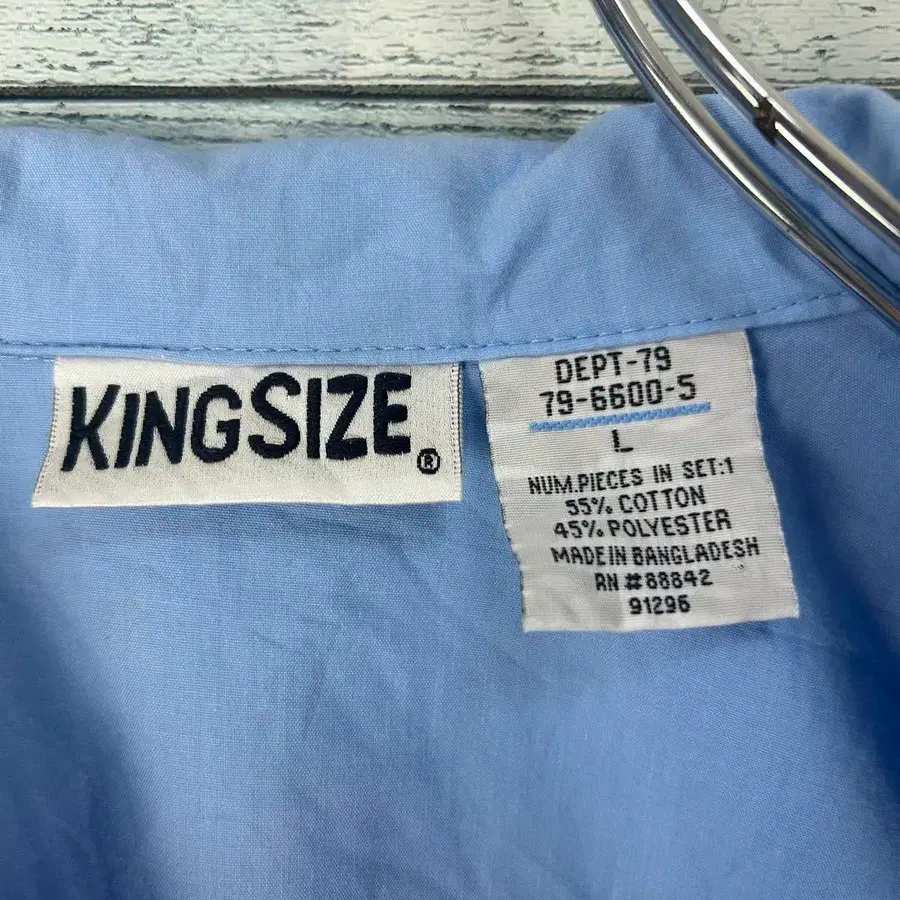 KINGSIZE®
DEPT-79
79-6600-5
L
NUM.PIECES IN SET:1
55% COTTON
45% POLYESTER
MADE IN BANGLADESH
RN #88842
91296